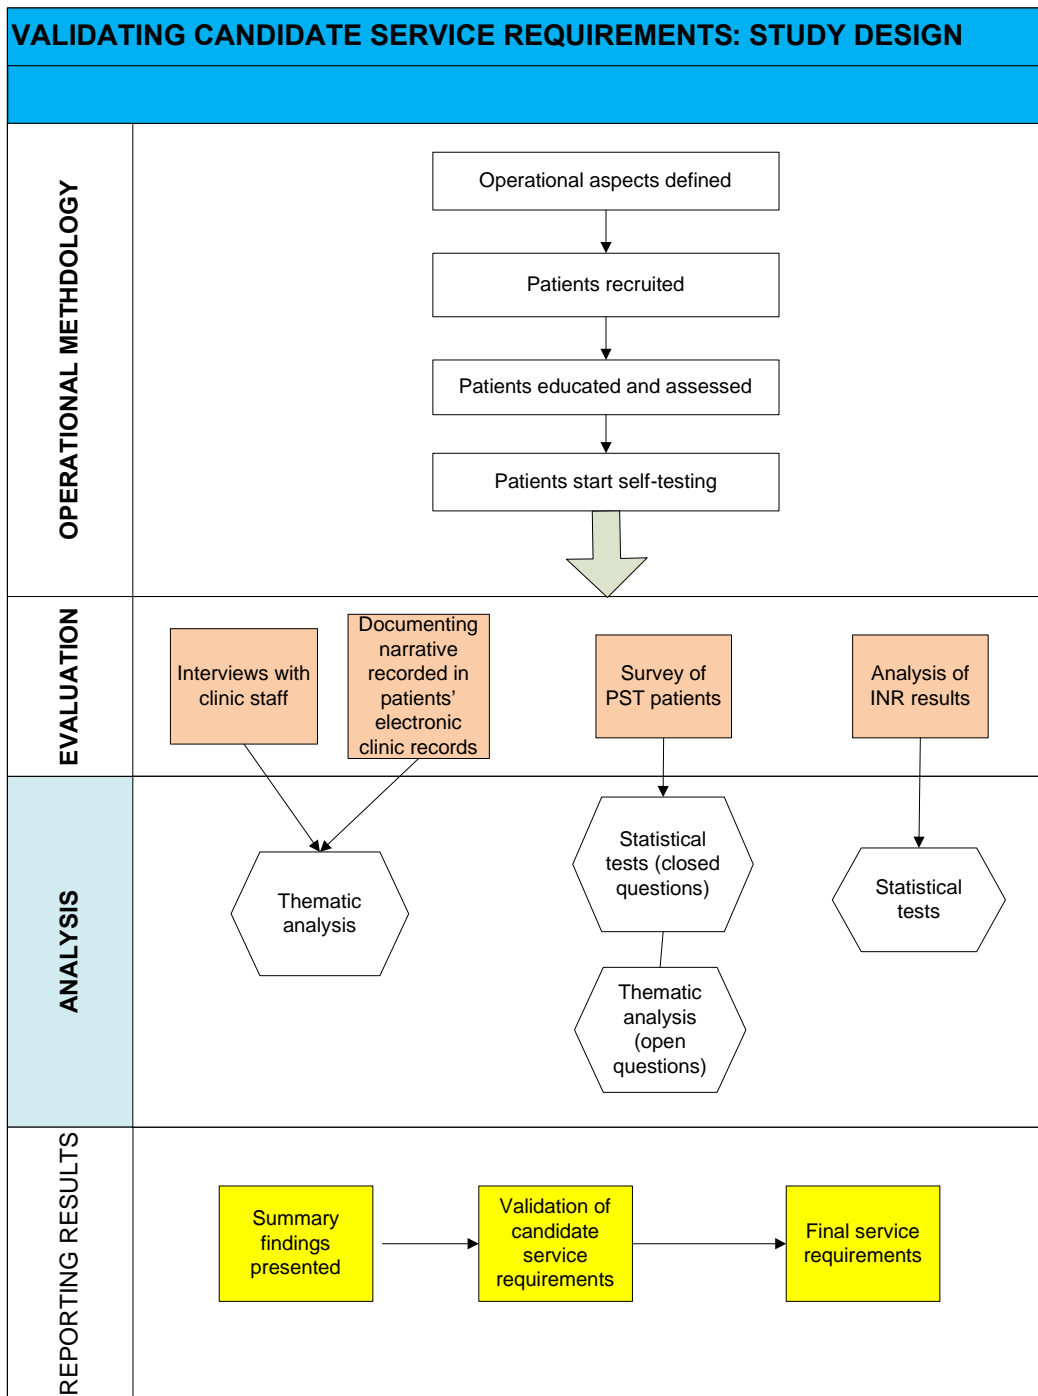 VALIDATING CANDIDATE SERVICE REQUIREMENTS: STUDY DESIGN
OPERATIONAL METHDOLOGY
Operational aspects defined
Patients recruited
Patients educated and assessed
Patients start self-testing
EVALUATION
Interviews with
clinic staff
Documenting
narrative
recorded in
patients’
electronic
clinic records
Survey of
PST patients
Analysis of
INR results
ANALYSIS
Thematic
analysis
Statistical
tests (closed
questions)
Thematic
analysis
(open
questions)
Statistical
tests
REPORTING RESULTS
Summary
findings
presented
Validation of
candidate
service
requirements
Final service
requirements